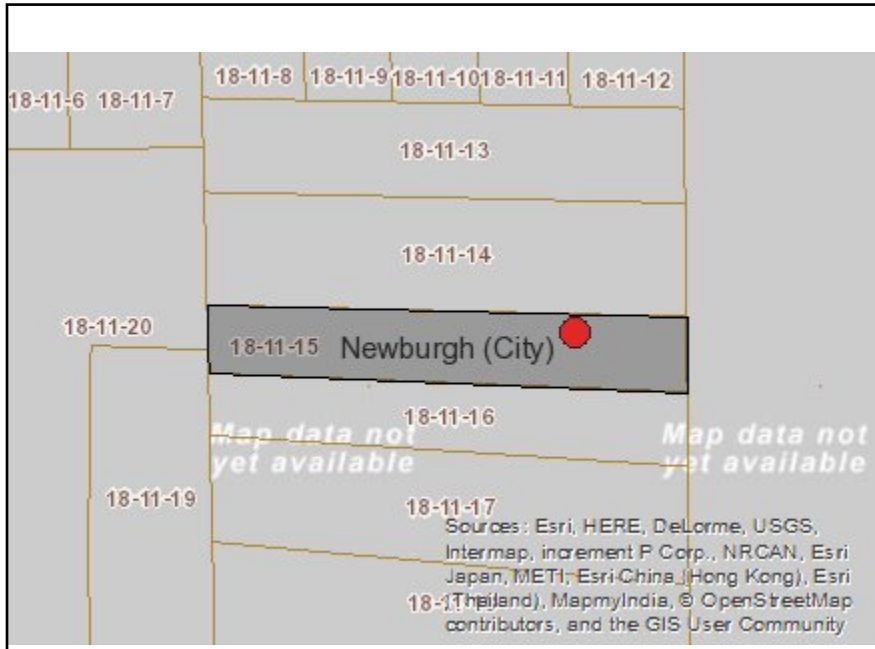 18-11-8
18-11-9
18-11-10
18-11-11
18-11-12
18-11-6
18-11-7
18-11-13
18-11-14
18-11-20
18-11-15
Newburgh (City)
18-11-16
Map data not
yet available
Map data not
yet available
18-11-19
18-11-17
Sources: Esri, HERE, DeLorme, USGS,
Intermap, increment P Corp., NRCAN, Esri
Japan, METI, Esri China (Hong Kong), Esri
(Thailand), MapmyIndia, © OpenStreetMap
contributors, and the GIS User Community